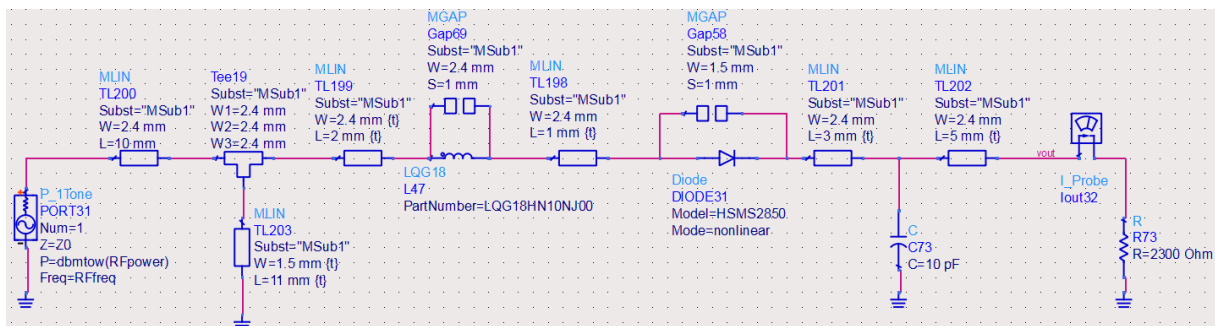 MGAP
Gap69
Subst="MSub1"
W=2.4 mm
S=1 mm
MGAP
Gap58
Subst="MSub1"
W=1.5 mm
S=1 mm
MLIN
TL200
Subst="MSub1"
W=2.4 mm
L=10 mm
Tee19
Subst="MSub1"
W1=2.4 mm
W2=2.4 mm
W3=2.4 mm
MLIN
TL199
Subst="MSub1"
W=2.4 mm {t}
L=2 mm {t}
MLIN
TL198
Subst="MSub1"
W=2.4 mm
L=1 mm {t}
MLIN
TL201
Subst="MSub1"
W=2.4 mm
L=3 mm {t}
MLIN
TL202
Subst="MSub1"
W=2.4 mm
L=5 mm {t}
vout
I_Probe
Iout32
P_1Tone
PORT31
Num=1
Z=Z0
P=dbmtow(RFpower)
Freq=RFfreq
MLIN
TL203
Subst="MSub1"
W=1.5 mm {t}
L=11 mm {t}
LQG18
L47
PartNumber=LQG18HN10NJ00
Diode
DIODE31
Model=HSMS2850
Mode=nonlinear
C
C73
C=10 pF
R
R73
R=2300 Ohm